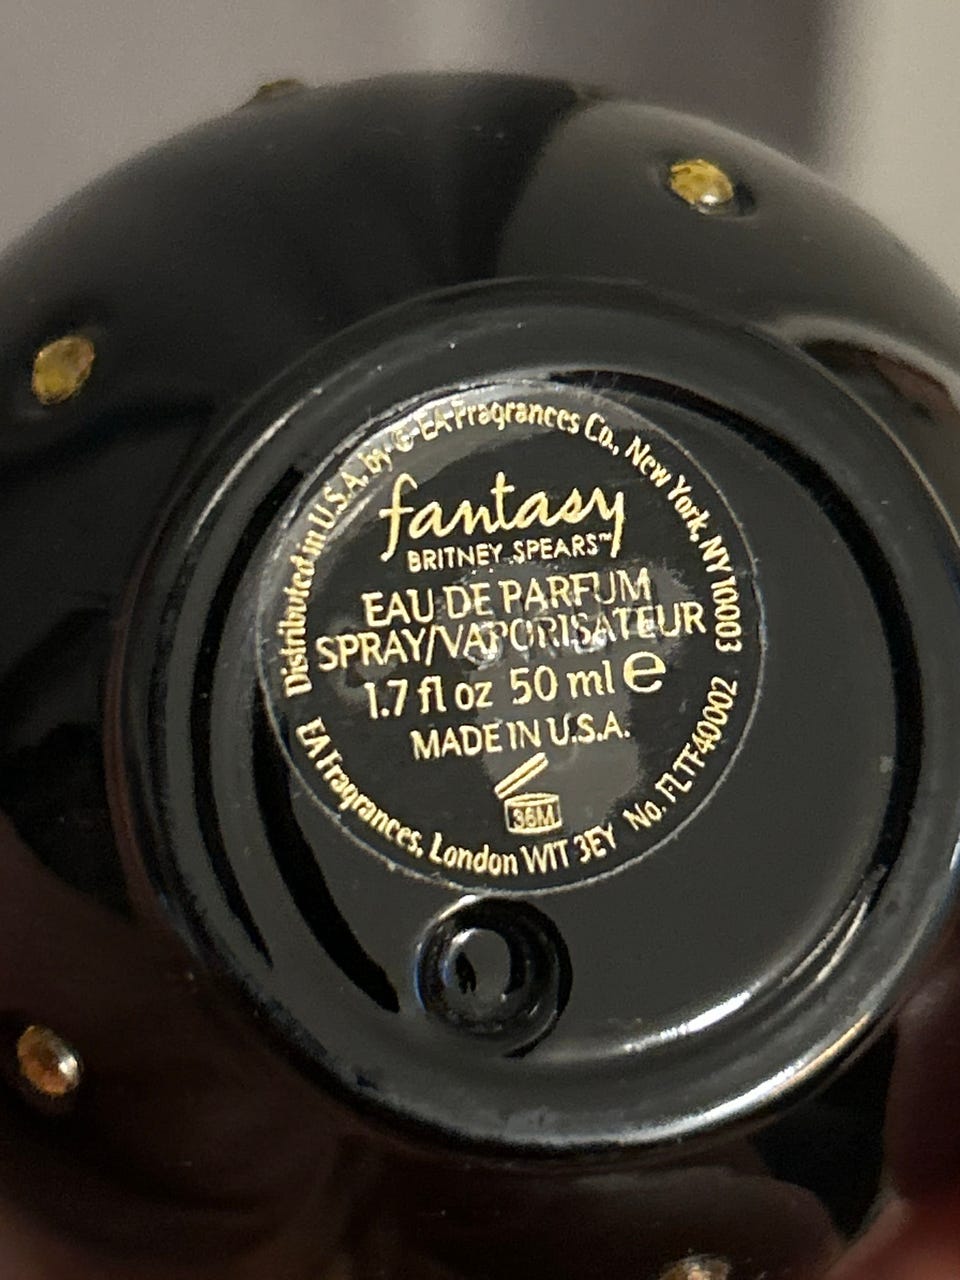 Distributed in U.S.A. by © EA Fragrances Co., New York, NY 10003
fantasy
BRITNEY SPEARS™
EAU DE PARFUM
SPRAY/VAPORISATEUR
1.7 fl oz 50 ml ℮
MADE IN U.S.A.
36M
EA Fragrances, London W1T 3EY No. FLTF40002